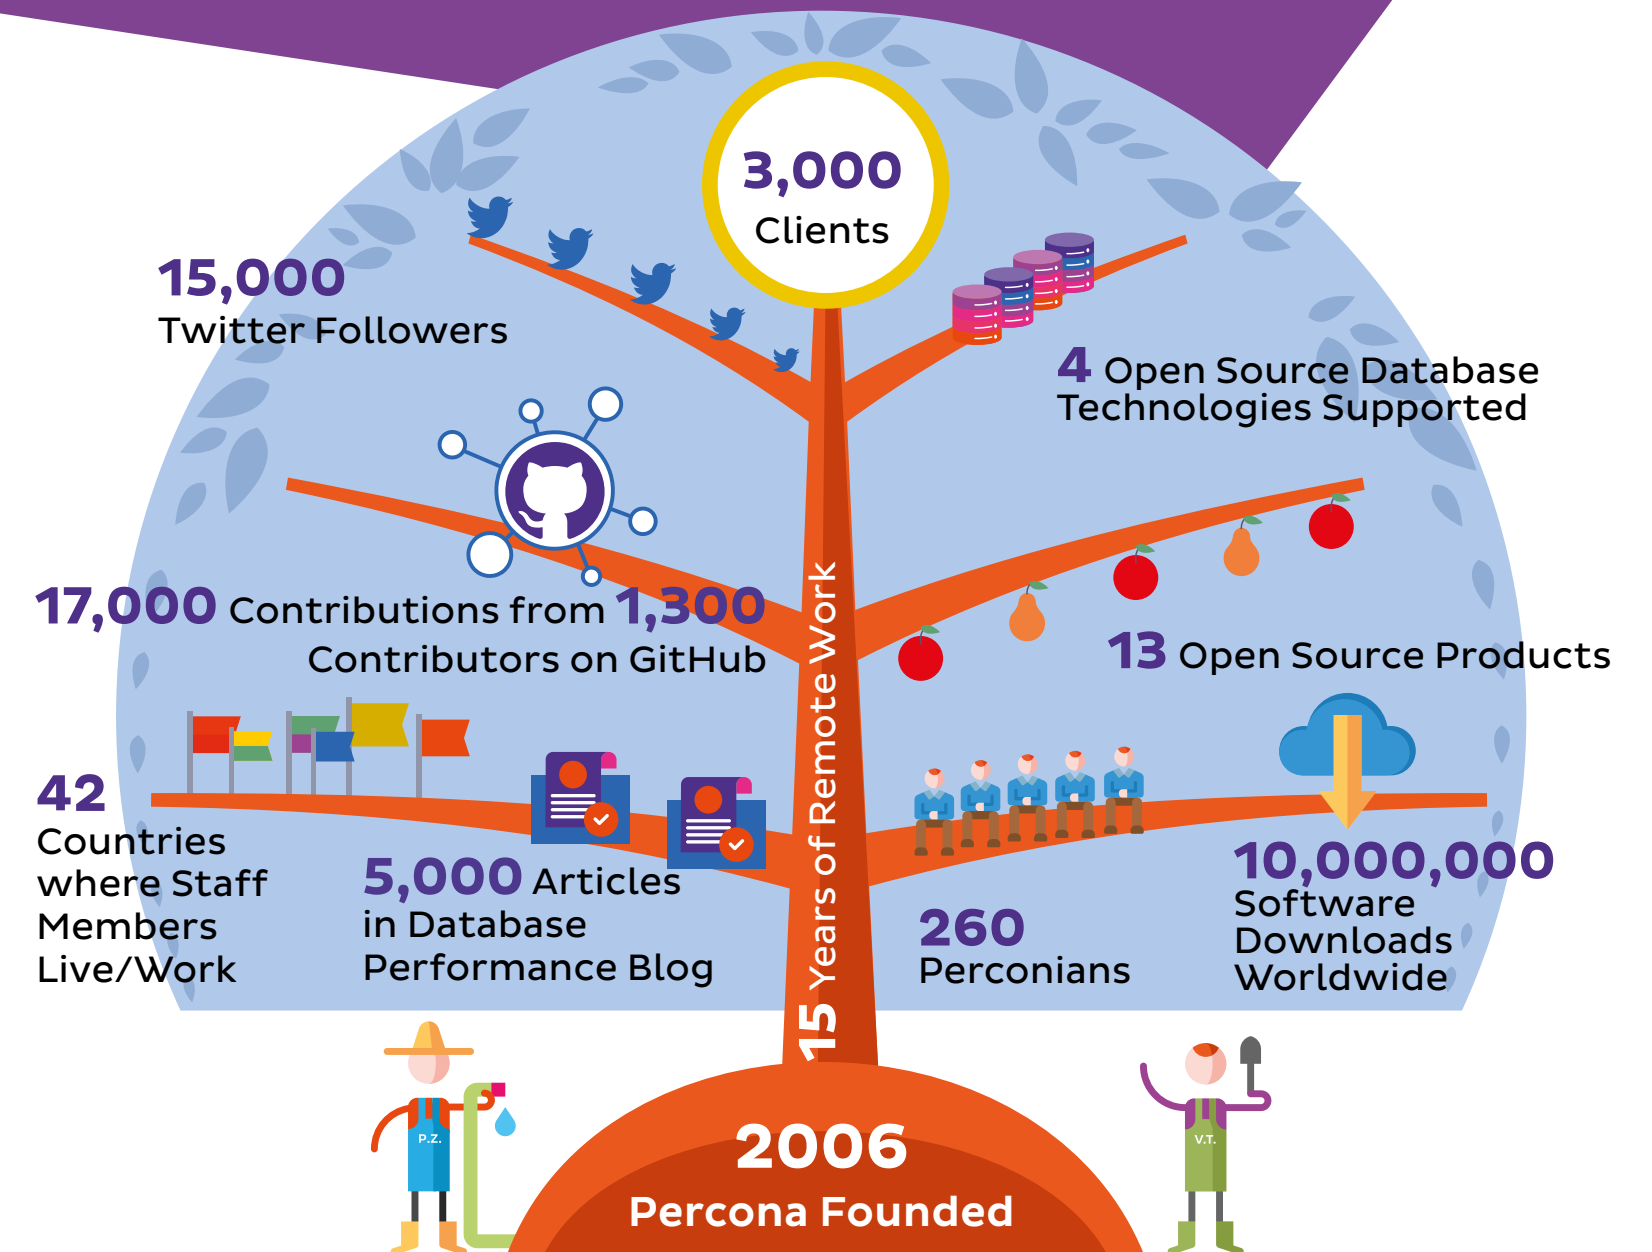 3,000
Clients
15,000
Twitter Followers
4 Open Source Database
Technologies Supported
17,000 Contributions from 1,300
Contributors on GitHub
13 Open Source Products
42
Countries
where Staff
Members
Live/Work
5,000 Articles
in Database
Performance Blog
260
Perconians
10,000,000
Software
Downloads
Worldwide
15 Years of Remote Work
P.Z.
V.T.
2006
Percona Founded